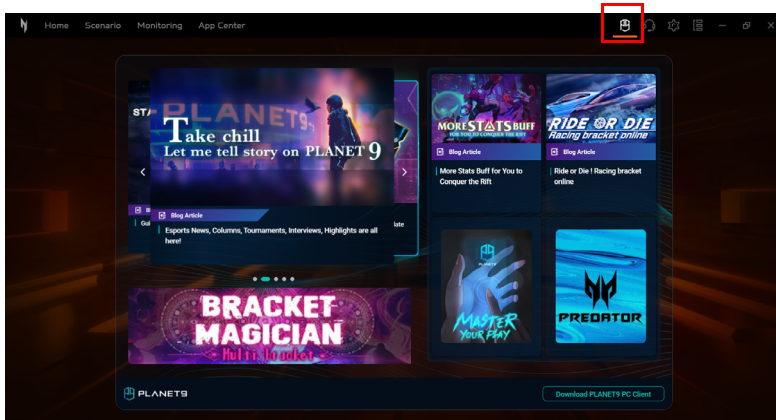 Home Scenario Monitoring App Center
PLANET9
Take chill
Let me tell story on PLANET 9
Blog Article
Esports News, Columns, Tournaments, Interviews, Highlights are all
here!
MORE STATS BUFF
FOR YOU TO CONQUER THE RIFT
Blog Article
More Stats Buff for You to
Conquer the Rift
RIDE OR DIE
Racing bracket online
Blog Article
Ride or Die ! Racing bracket
online
BRACKET
MAGICIAN
Multi Bracket
PLANET9
MASTER
YOUR PLAY
PREDATOR
PLANET9
Download PLANET9 PC Client